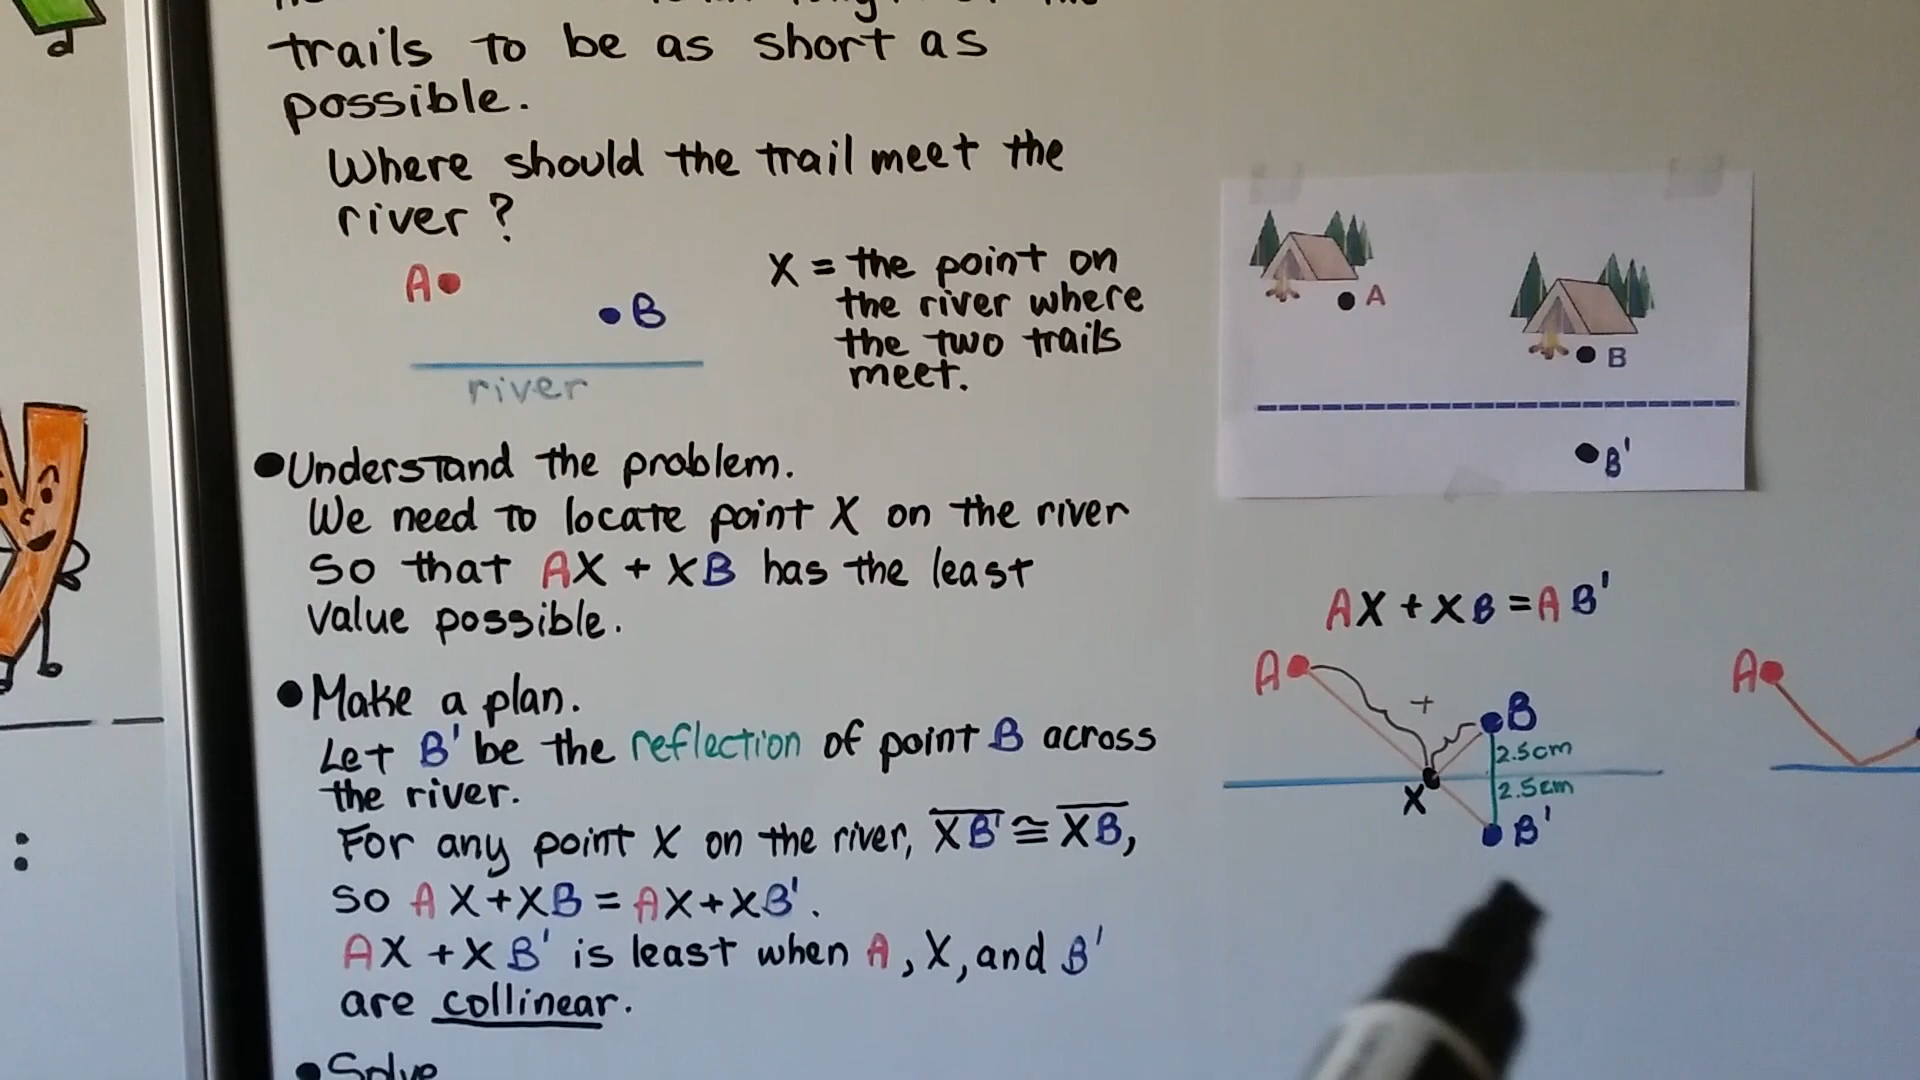 trails to be as short as
possible.
Where should the trail meet the
river?
A
B
river
X = the point on
the river where
the two trails
meet.
• Understand the problem.
We need to locate point X on the river
so that AX + XB has the least
value possible.
• Make a plan.
Let B' be the reflection of point B across
the river.
For any point X on the river, X̅B̅'̅ ≅ X̅B̅,
so AX+XB = AX+XB'.
AX + XB' is least when A, X, and B'
are collinear.
• Solve
A
B
B'
AX + XB = AB'
A
+
B
2.5cm
2.5cm
X
B'
A
d
: